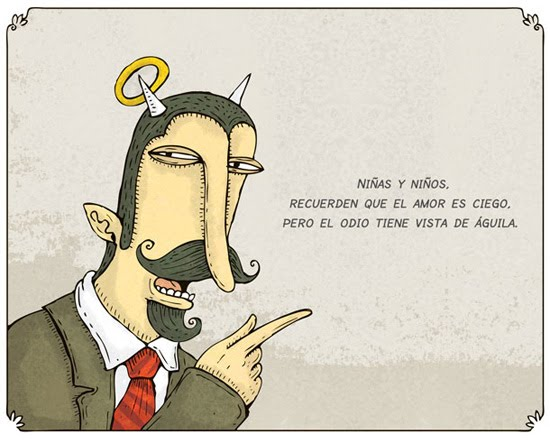 NIÑAS Y NIÑOS,
RECUERDEN QUE EL AMOR ES CIEGO,
PERO EL ODIO TIENE VISTA DE ÁGUILA.